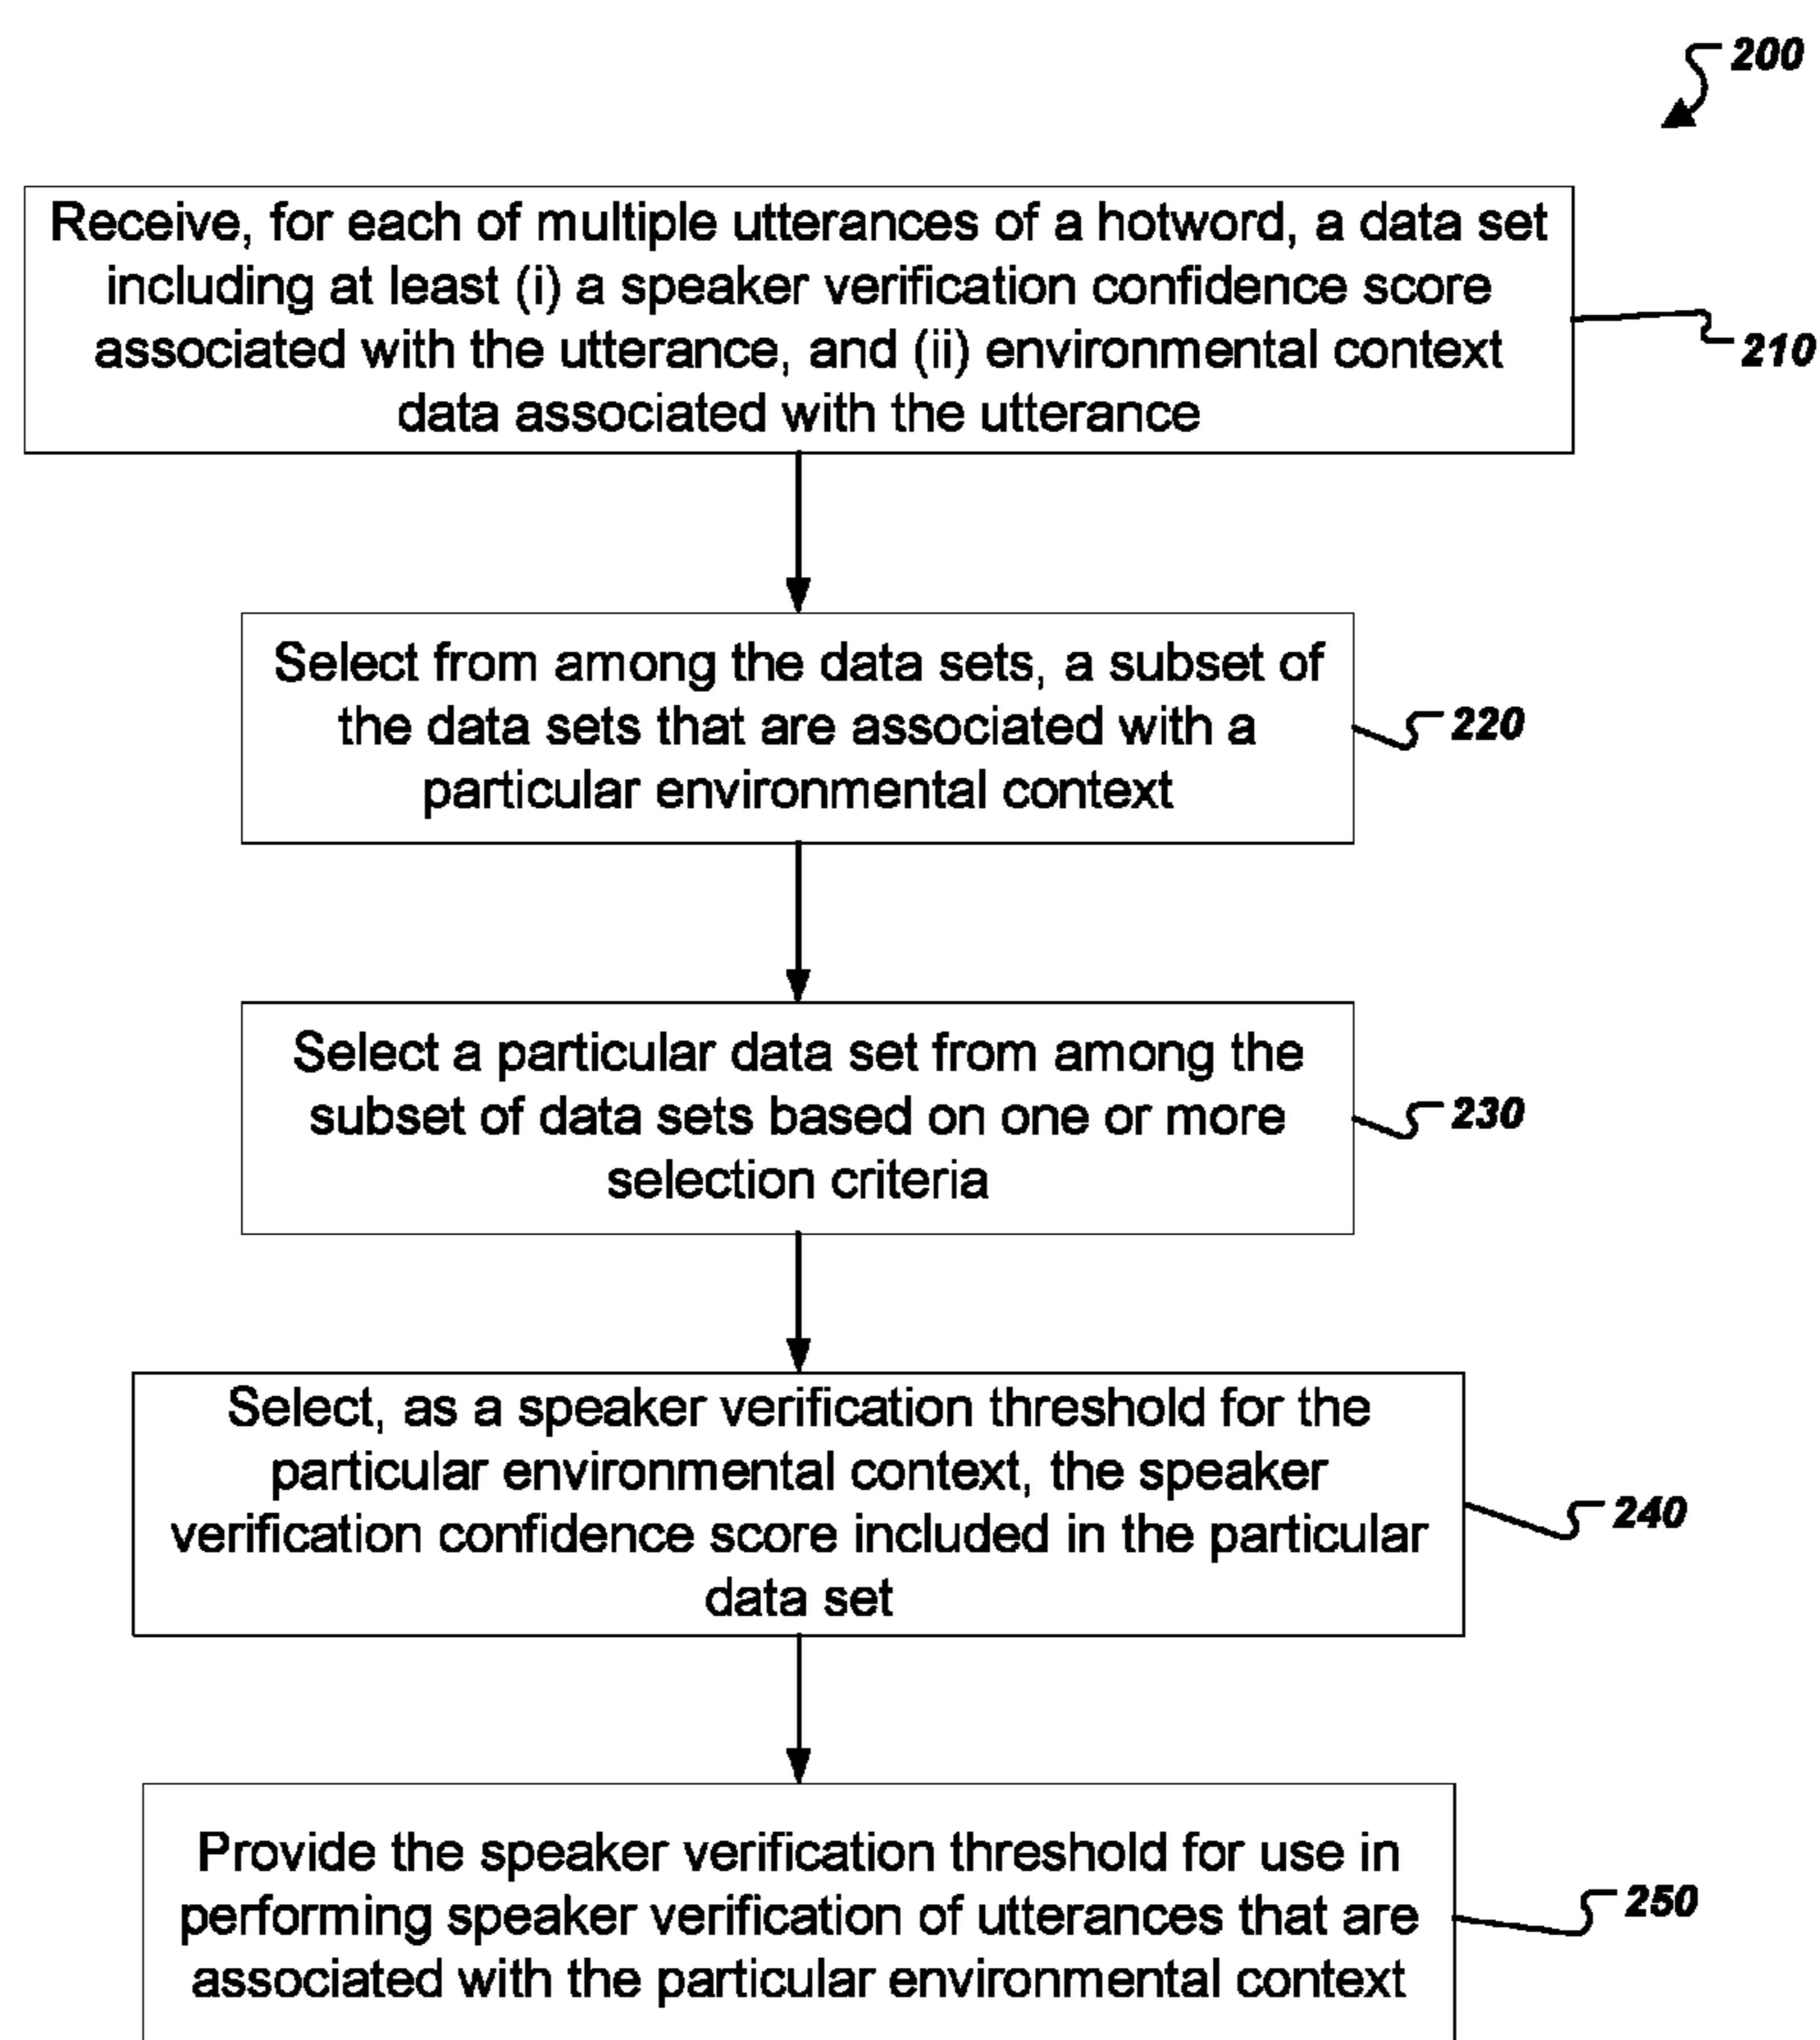 200
Receive, for each of multiple utterances of a hotword, a data set
including at least (i) a speaker verification confidence score
associated with the utterance, and (ii) environmental context
data associated with the utterance
210
Select from among the data sets, a subset of
the data sets that are associated with a
particular environmental context
220
Select a particular data set from among the
subset of data sets based on one or more
selection criteria
230
Select, as a speaker verification threshold for the
particular environmental context, the speaker
verification confidence score included in the particular
data set
240
Provide the speaker verification threshold for use in
performing speaker verification of utterances that are
associated with the particular environmental context
250